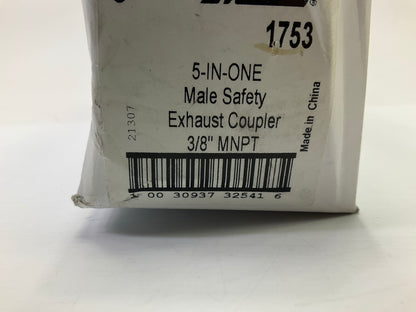 ®
1753
5-IN-ONE
Male Safety
Exhaust Coupler
3/8" MNPT
21307
Made in China
1 00 30937 32541 6